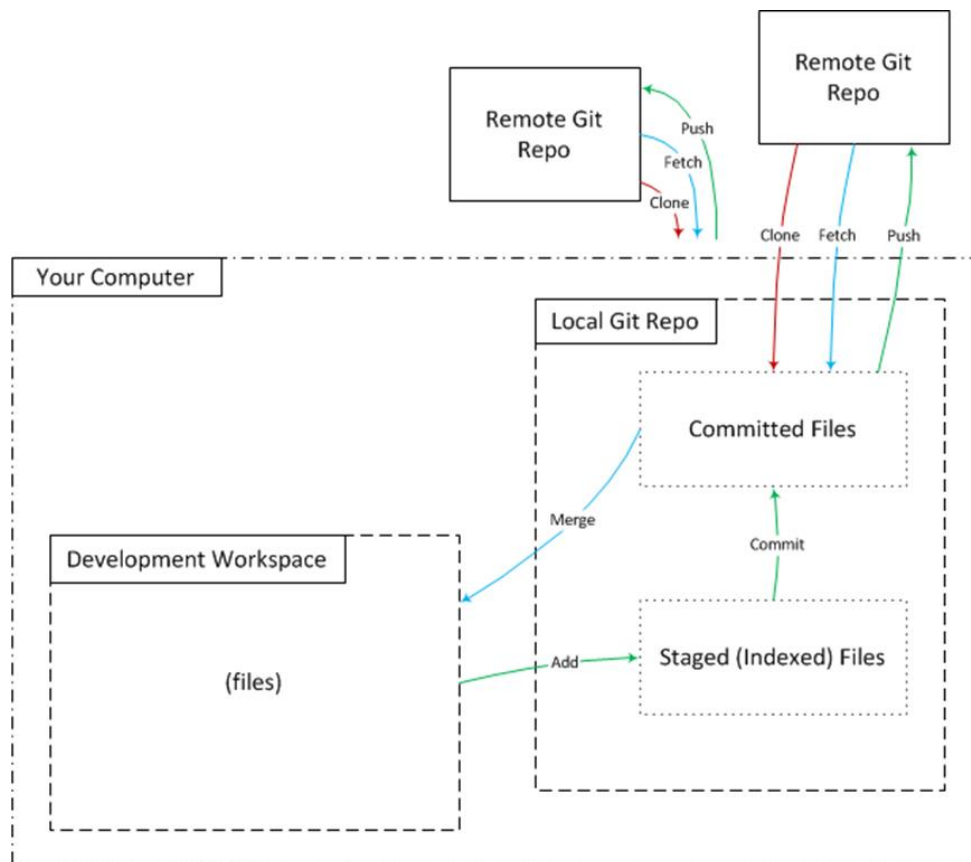 Remote Git
Repo
Remote Git
Repo
Push
Fetch
Clone
Clone
Fetch
Push
Your Computer
Local Git Repo
Committed Files
Merge
Commit
Development Workspace
(files)
Add
Staged (Indexed) Files